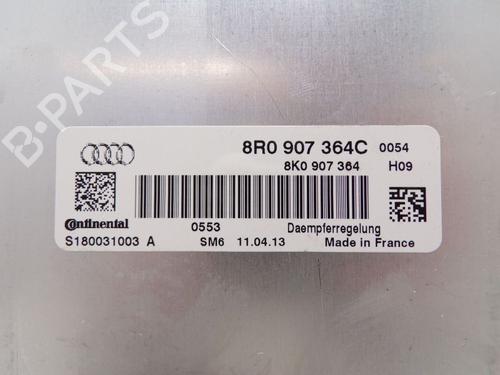 B-PARTS
8R0 907 364C 0054
8K0 907 364 H09
Continental 0553 Daempferregelung
S180031003 A SM6 11.04.13 Made in France